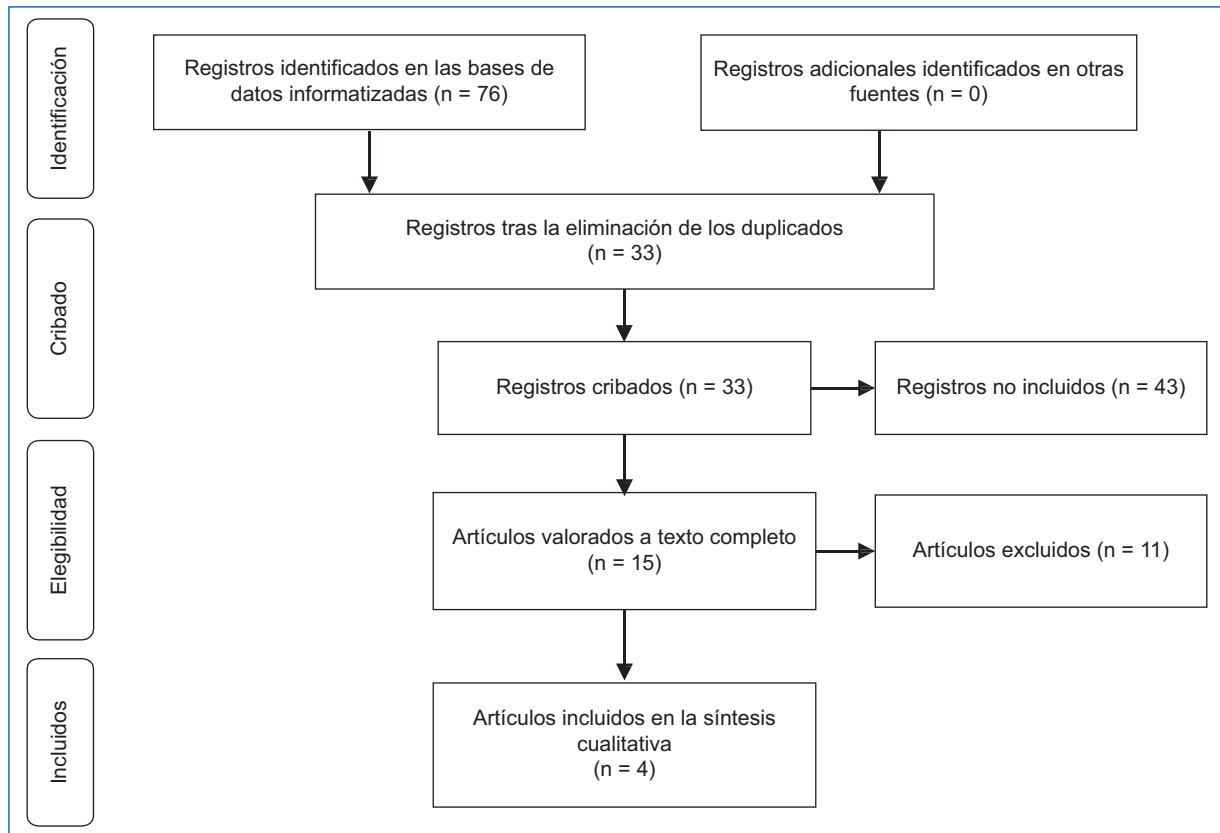 Identificación
Registros identificados en las bases de
datos informatizadas (n = 76)
Registros adicionales identificados en otras
fuentes (n = 0)
Cribado
Registros tras la eliminación de los duplicados
(n = 33)
Registros cribados (n = 33)
Registros no incluidos (n = 43)
Elegibilidad
Artículos valorados a texto completo
(n = 15)
Artículos excluidos (n = 11)
Incluidos
Artículos incluidos en la síntesis
cualitativa
(n = 4)